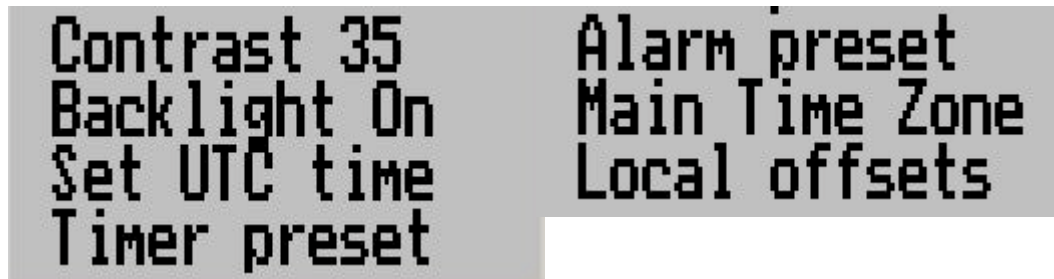 Contrast 35
Backlight On
Set UTC time
Timer preset
Alarm preset
Main Time Zone
Local offsets